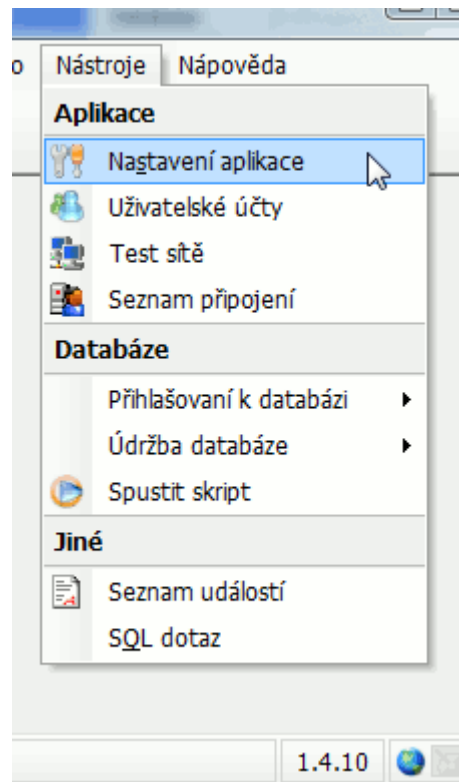 o Nástroje Nápověda
Aplikace
Nastavení aplikace
Uživatelské účty
Test sítě
Seznam připojení
Databáze
Přihlašovaní k databázi
Údržba databáze
Spustit skript
Jiné
Seznam událostí
SQL dotaz
1.4.10